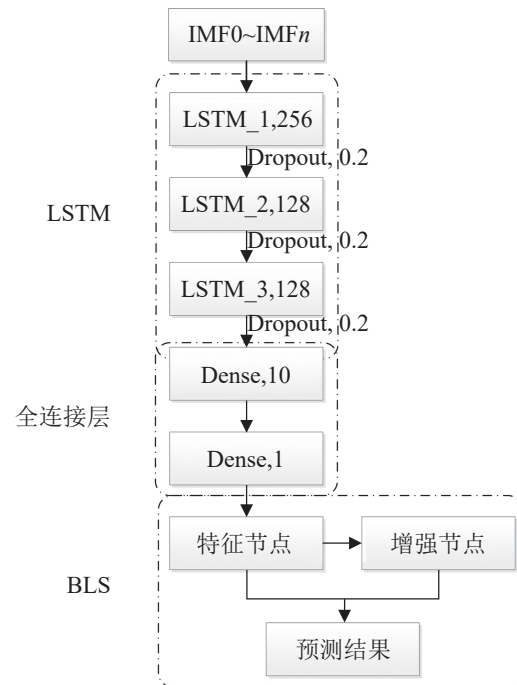 IMF0~IMFn
LSTM_1,256
Dropout, 0.2
LSTM
LSTM_2,128
Dropout, 0.2
LSTM_3,128
Dropout, 0.2
全连接层
Dense,10
Dense,1
BLS
特征节点
增强节点
预测结果